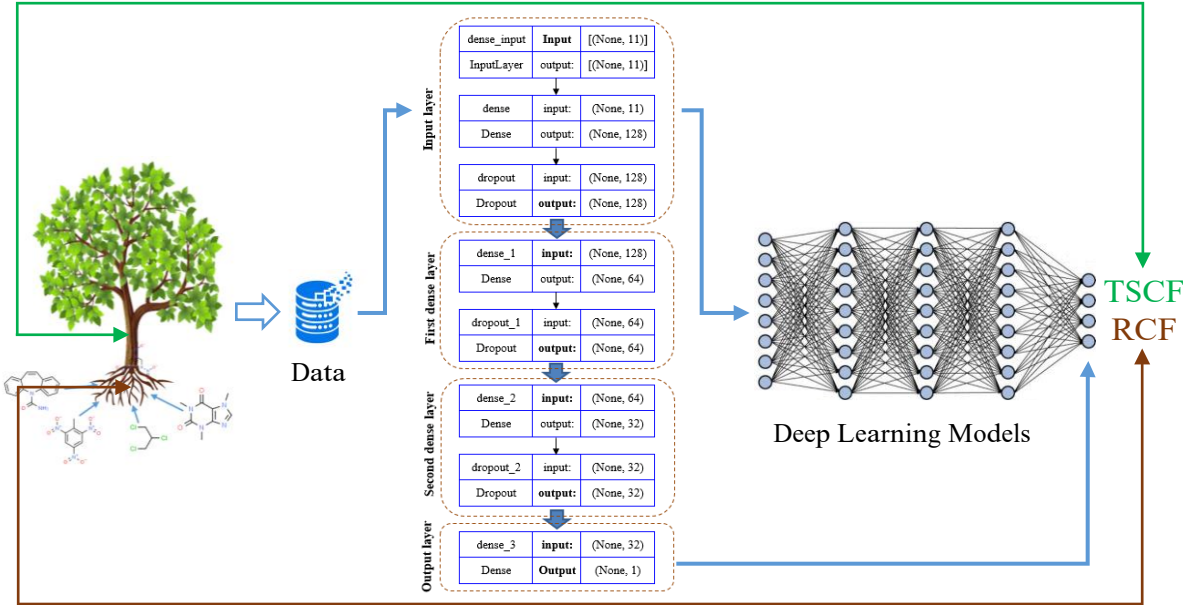 Input layer
dense_input Input [(None, 11)]
InputLayer output: [(None, 11)]
dense input: (None, 11)
Dense output: (None, 128)
dropout input: (None, 128)
Dropout output: (None, 128)
First dense layer
dense_1 input: (None, 128)
Dense output: (None, 64)
dropout_1 input: (None, 64)
Dropout output: (None, 64)
Second dense layer
dense_2 input: (None, 64)
Dense output: (None, 32)
dropout_2 input: (None, 32)
Dropout output: (None, 32)
Output layer
dense_3 input: (None, 32)
Dense Output (None, 1)
Data
Deep Learning Models
TSCF
RCF